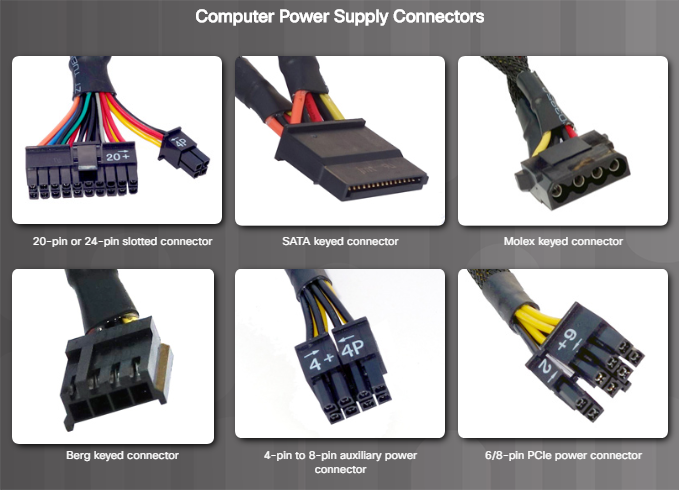 Computer Power Supply Connectors
20+
4P
20-pin or 24-pin slotted connector
SATA keyed connector
Molex keyed connector
Berg keyed connector
4+
4P
4-pin to 8-pin auxiliary power
connector
2
6+
6/8-pin PCIe power connector